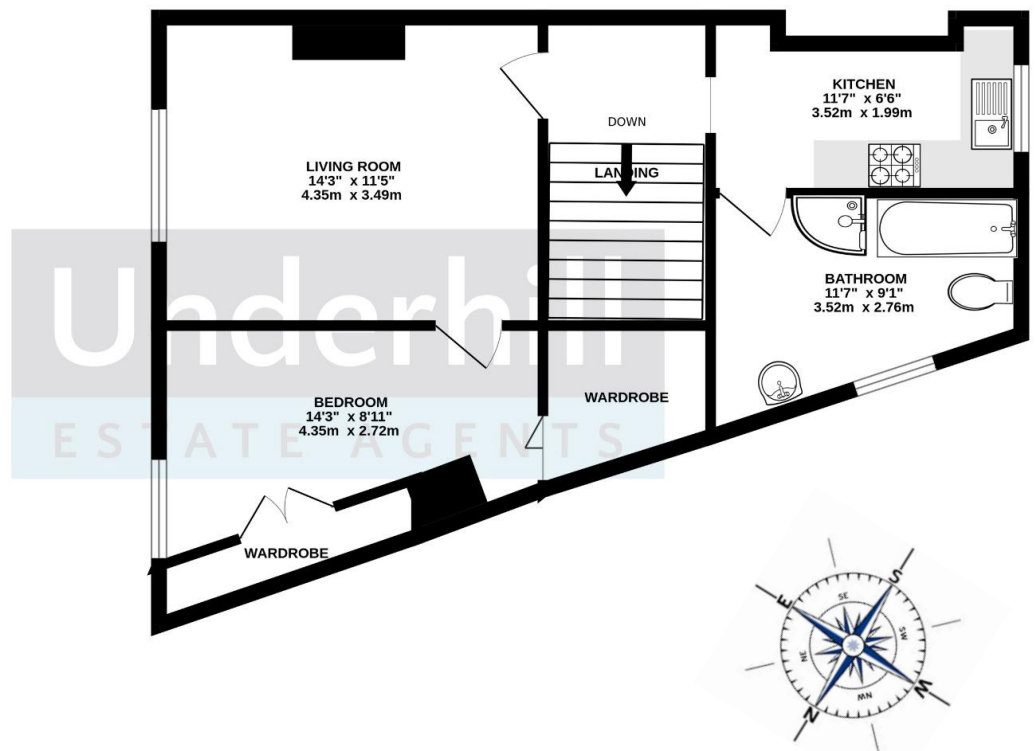 KITCHEN
11'7" x 6'6"
3.52m x 1.99m
DOWN
LANDING
LIVING ROOM
14'3" x 11'5"
4.35m x 3.49m
BATHROOM
11'7" x 9'1"
3.52m x 2.76m
Underhill
ESTATE AGENTS
BEDROOM
14'3" x 8'11"
4.35m x 2.72m
WARDROBE
WARDROBE
S
SE
E
SW
NE
W
NW
N